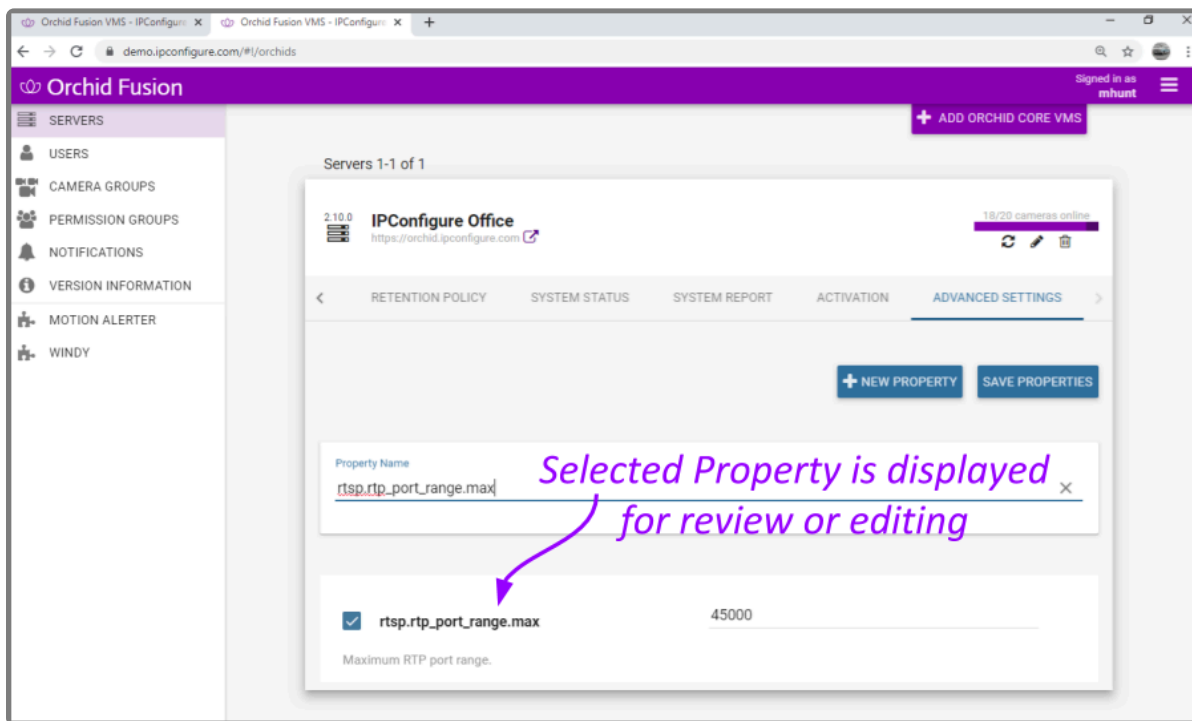 Orchid Fusion VMS - IPConfigure
Orchid Fusion VMS - IPConfigure
demo.ipconfigure.com/#!/orchids
Orchid Fusion
Signed in as
mhunt
SERVERS
USERS
CAMERA GROUPS
PERMISSION GROUPS
NOTIFICATIONS
VERSION INFORMATION
MOTION ALERTER
WINDY
+ ADD ORCHID CORE VMS
Servers 1-1 of 1
2.10.0
IPConfigure Office
https://orchid.ipconfigure.com
18/20 cameras online
RETENTION POLICY
SYSTEM STATUS
SYSTEM REPORT
ACTIVATION
ADVANCED SETTINGS
+ NEW PROPERTY
SAVE PROPERTIES
Property Name
rtsp.rtp_port_range.max
Selected Property is displayed
for review or editing
rtsp.rtp_port_range.max
45000
Maximum RTP port range.